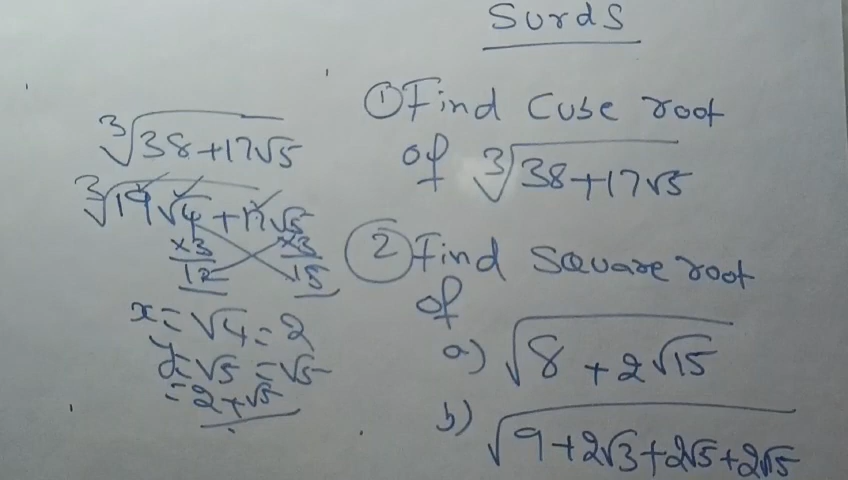 Surds
① Find Cube root
of ∛38+17√5
② Find Square root
of
a) √8 + 2√15
b) √9+2√3+2√5+2√15
∛38+17√5
∛19√4+17√5
×3 ×3
12 15
x = √4 = 2
y = √5 = √5
= 2+√5